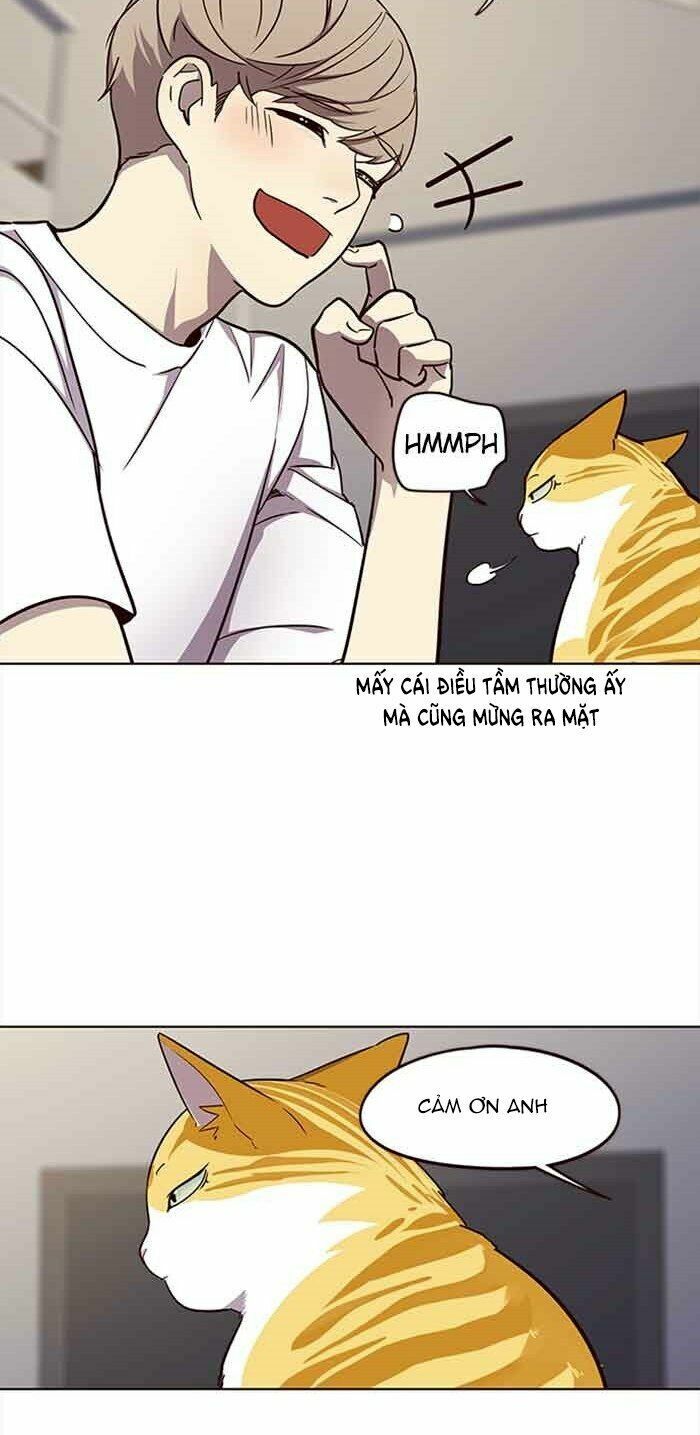 HMMPH
MẤY CÁI ĐIỀU TẦM THƯỜNG ẤY
MÀ CŨNG MỪNG RA MẶT
CẢM ƠN ANH